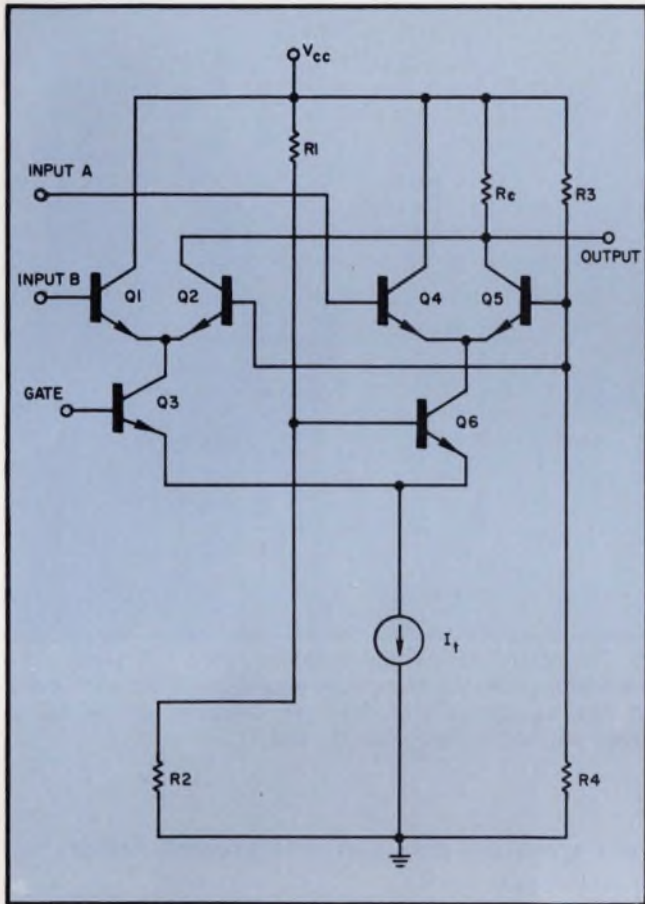 Vcc
R1
INPUT A
Rc
R3
OUTPUT
INPUT B
Q1
Q2
Q4
Q5
GATE
Q3
Q6
It
R2
R4